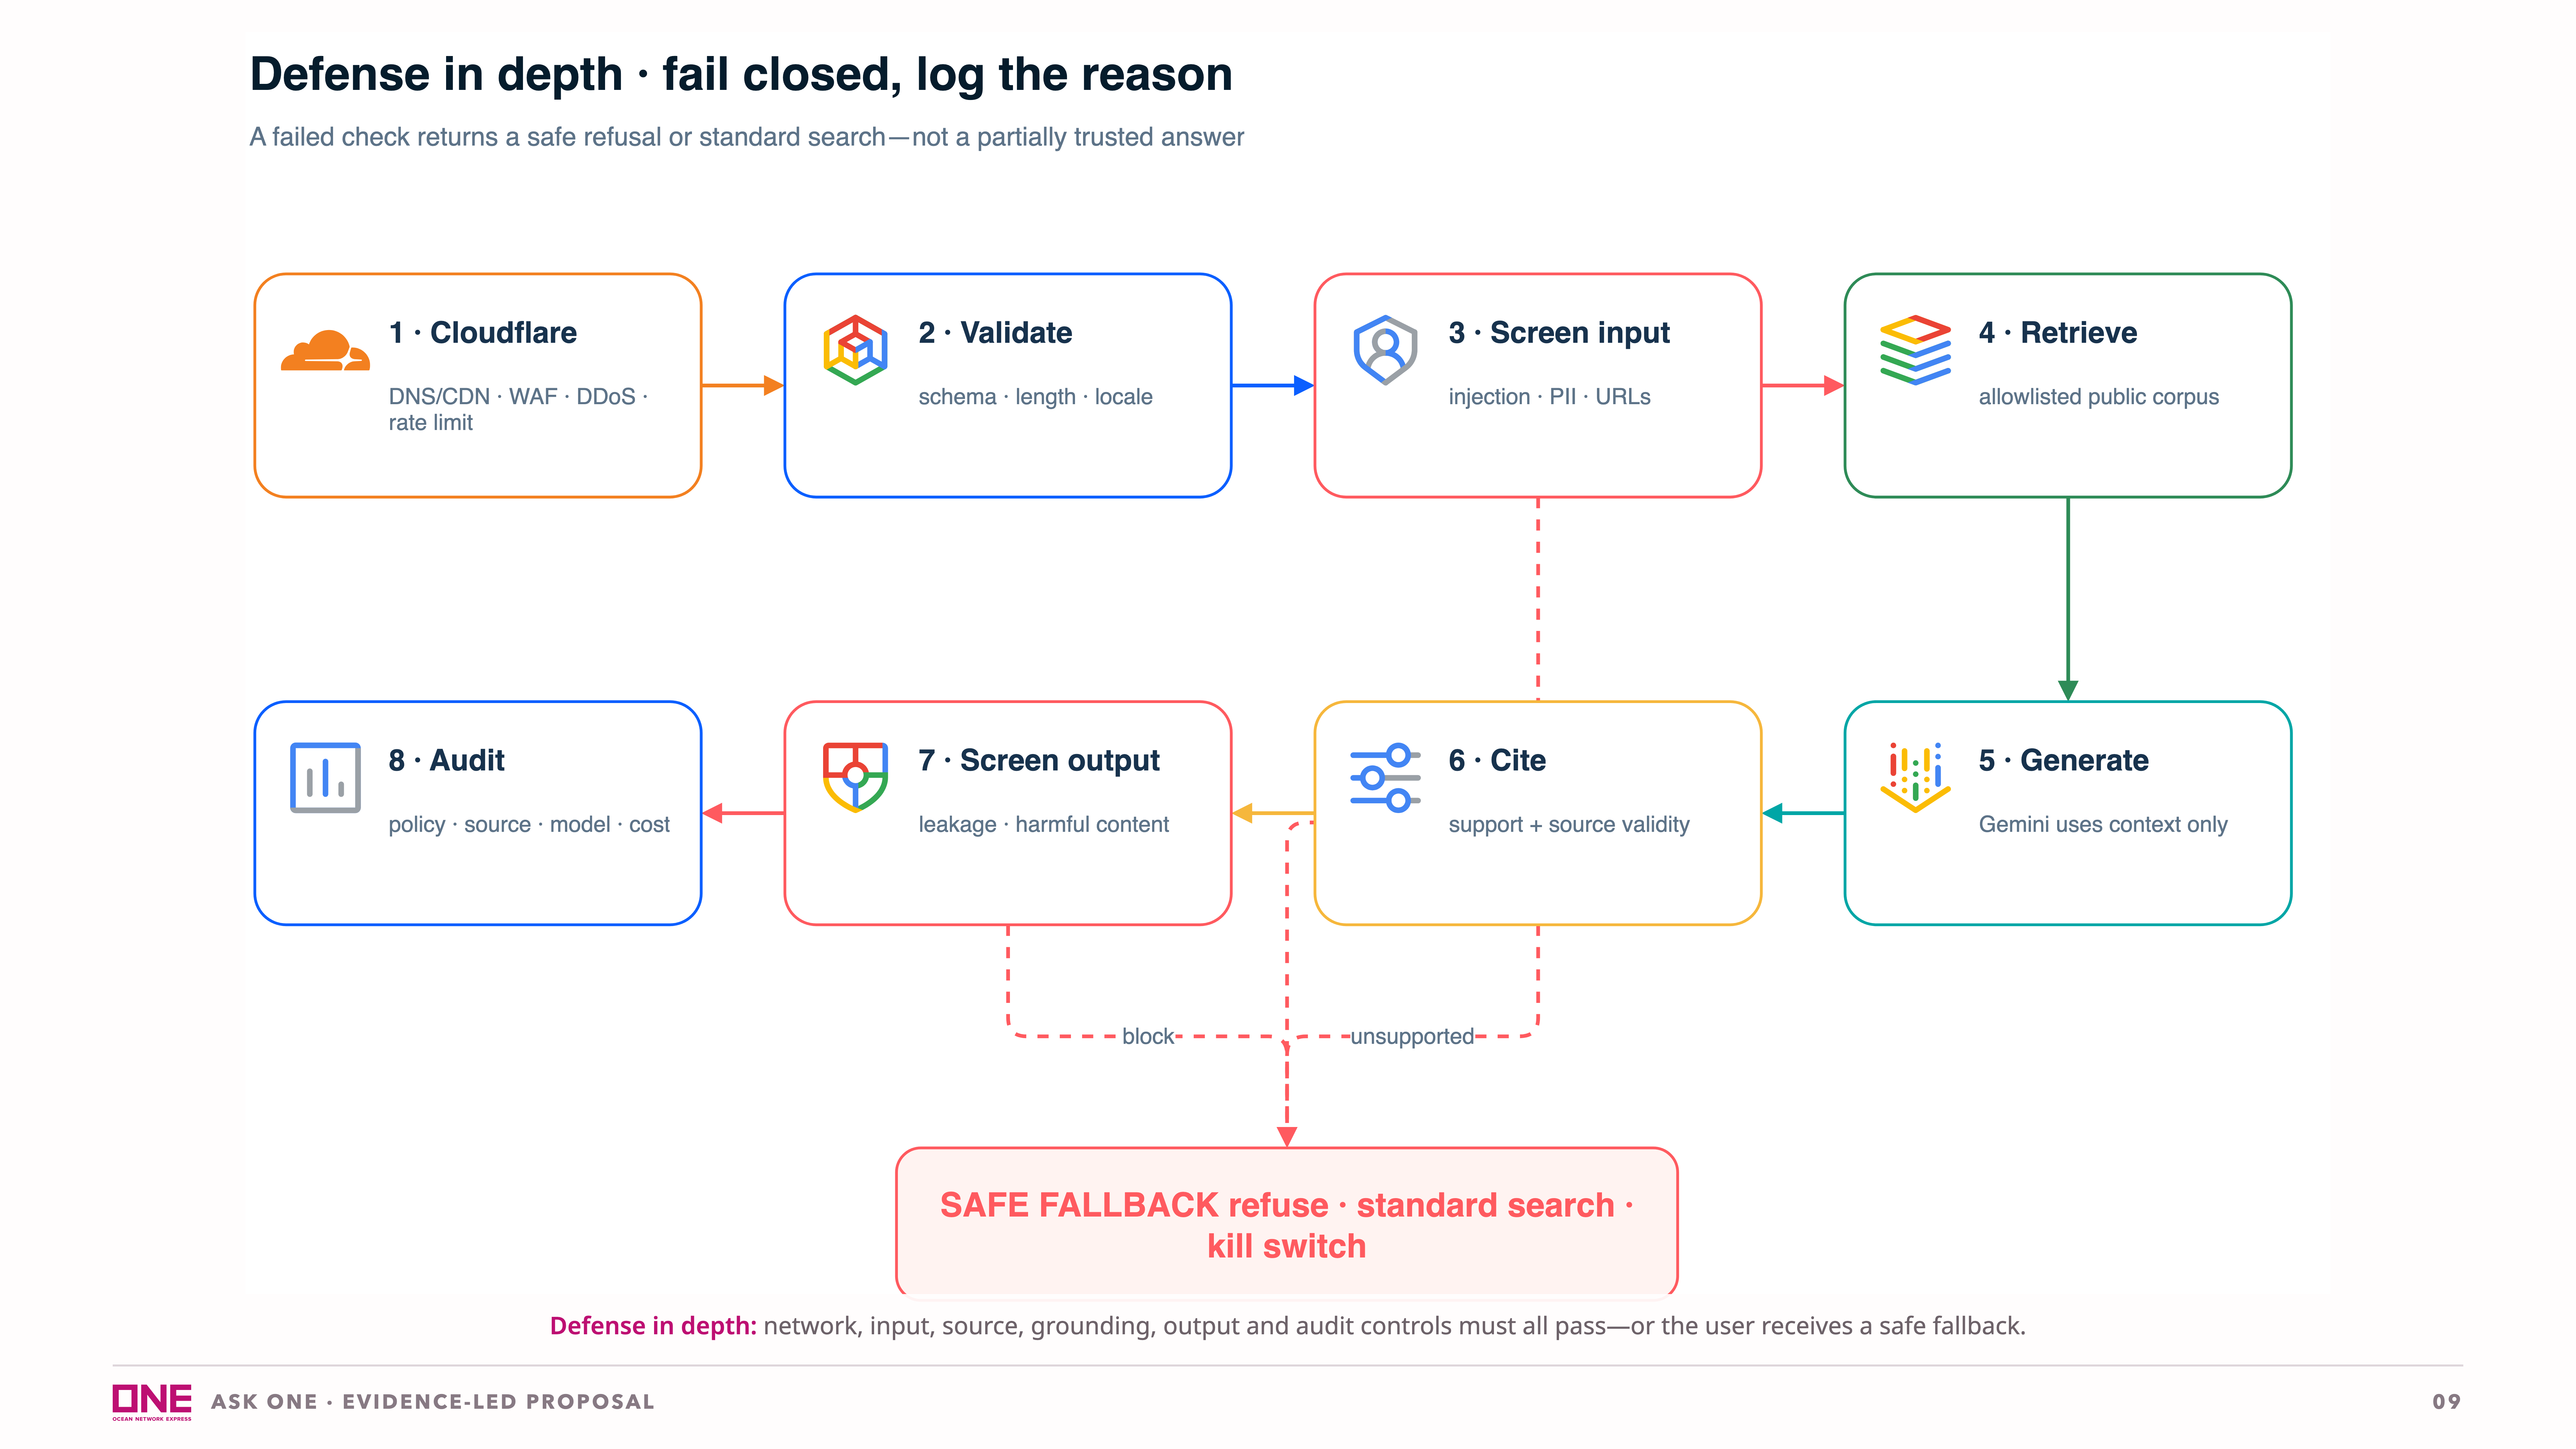 Defense in depth · fail closed, log the reason
A failed check returns a safe refusal or standard search—not a partially trusted answer
1 · Cloudflare
DNS/CDN · WAF · DDoS ·
rate limit
2 · Validate
schema · length · locale
3 · Screen input
injection · PII · URLs
4 · Retrieve
allowlisted public corpus
8 · Audit
policy · source · model · cost
7 · Screen output
leakage · harmful content
6 · Cite
support + source validity
5 · Generate
Gemini uses context only
block
unsupported
SAFE FALLBACK refuse · standard search ·
kill switch
Defense in depth: network, input, source, grounding, output and audit controls must all pass—or the user receives a safe fallback.
ONE
OCEAN NETWORK EXPRESS
ASK ONE · EVIDENCE-LED PROPOSAL
09